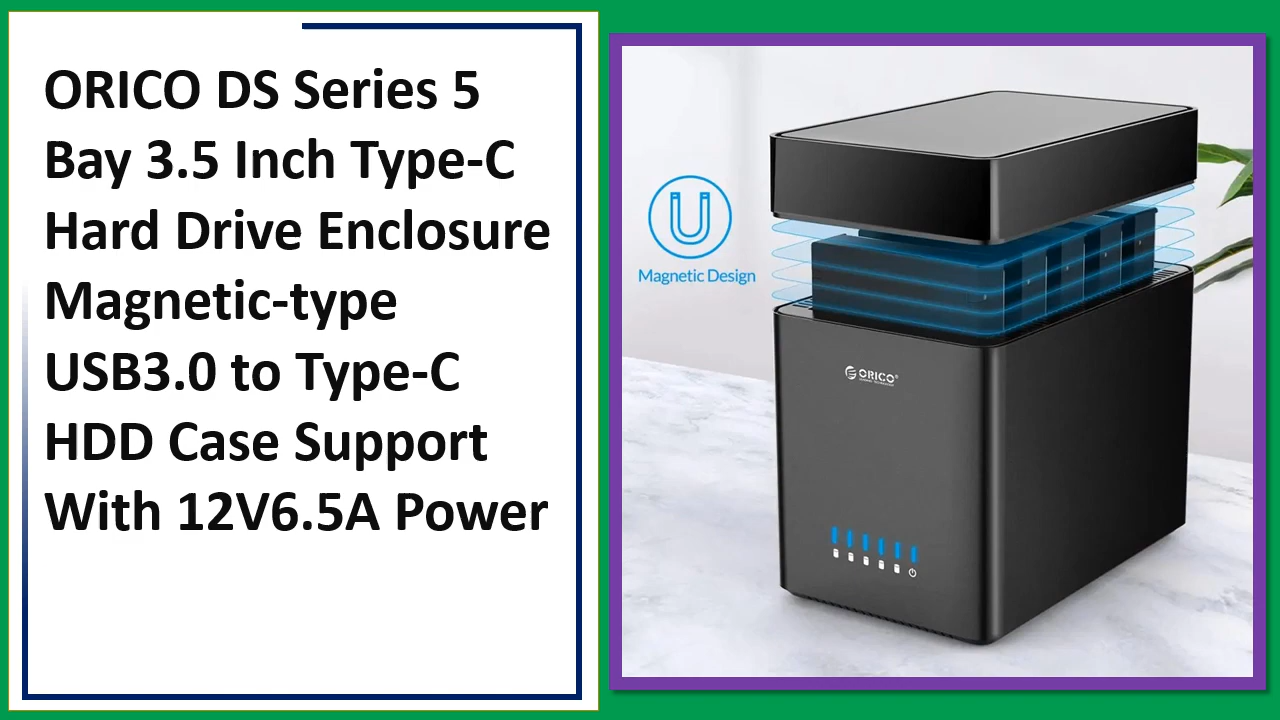 ORICO DS Series 5
Bay 3.5 Inch Type-C
Hard Drive Enclosure
Magnetic-type
USB3.0 to Type-C
HDD Case Support
With 12V6.5A Power
Magnetic Design
ORICO®